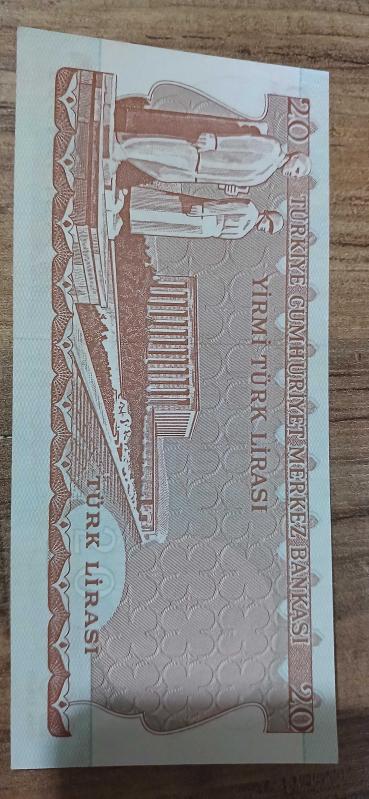 20 TÜRKİYE CUMHURİYET MERKEZ BANKASI 20
YİRMİ TÜRK LİRASI
TÜRK LİRASI